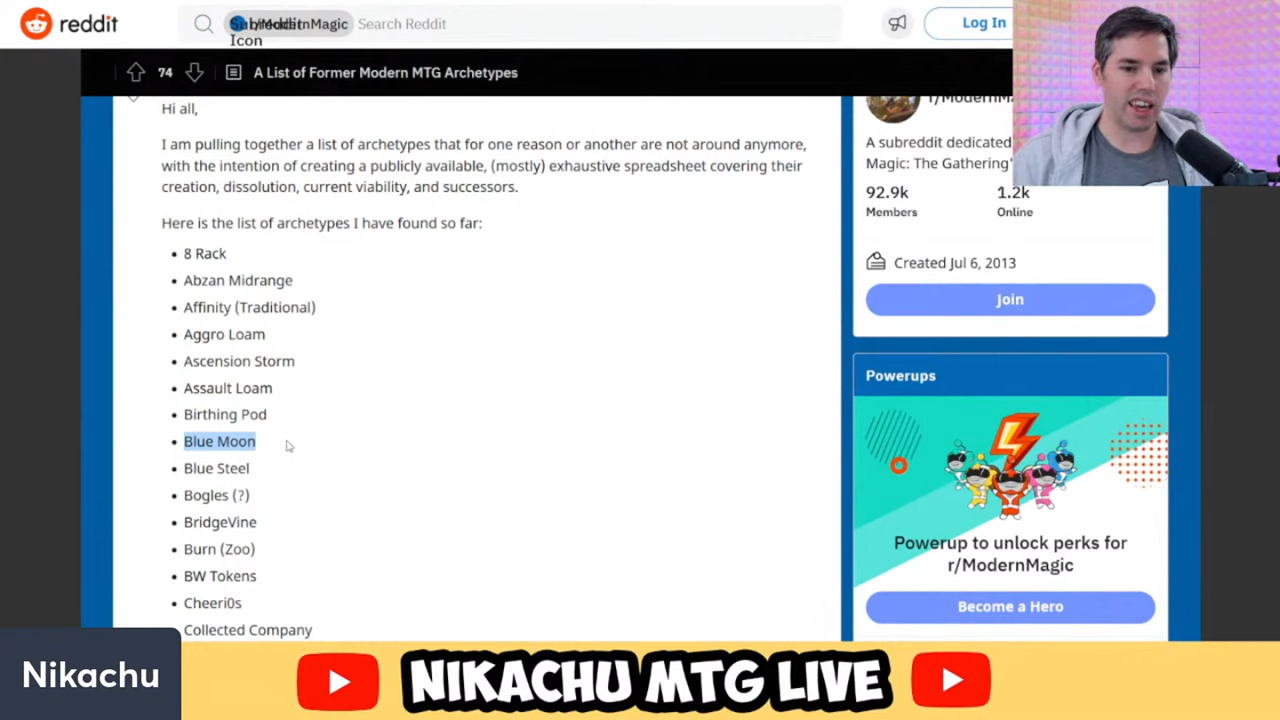 reddit
r/ModernMagic
Search Reddit
Icon
Log In
74
A List of Former Modern MTG Archetypes
Hi all,
I am pulling together a list of archetypes that for one reason or another are not around anymore,
with the intention of creating a publicly available, (mostly) exhaustive spreadsheet covering their
creation, dissolution, current viability, and successors.
Here is the list of archetypes I have found so far:
• 8 Rack
• Abzan Midrange
• Affinity (Traditional)
• Aggro Loam
• Ascension Storm
• Assault Loam
• Birthing Pod
• Blue Moon
• Blue Steel
• Bogles (?)
• BridgeVine
• Burn (Zoo)
• BW Tokens
• Cheeri0s
Collected Company
A subreddit dedicated
Magic: The Gathering'
92.9k
1.2k
Members
Online
Created Jul 6, 2013
Join
Powerups
Powerup to unlock perks for
r/ModernMagic
Become a Hero
Nikachu
NIKACHU MTG LIVE